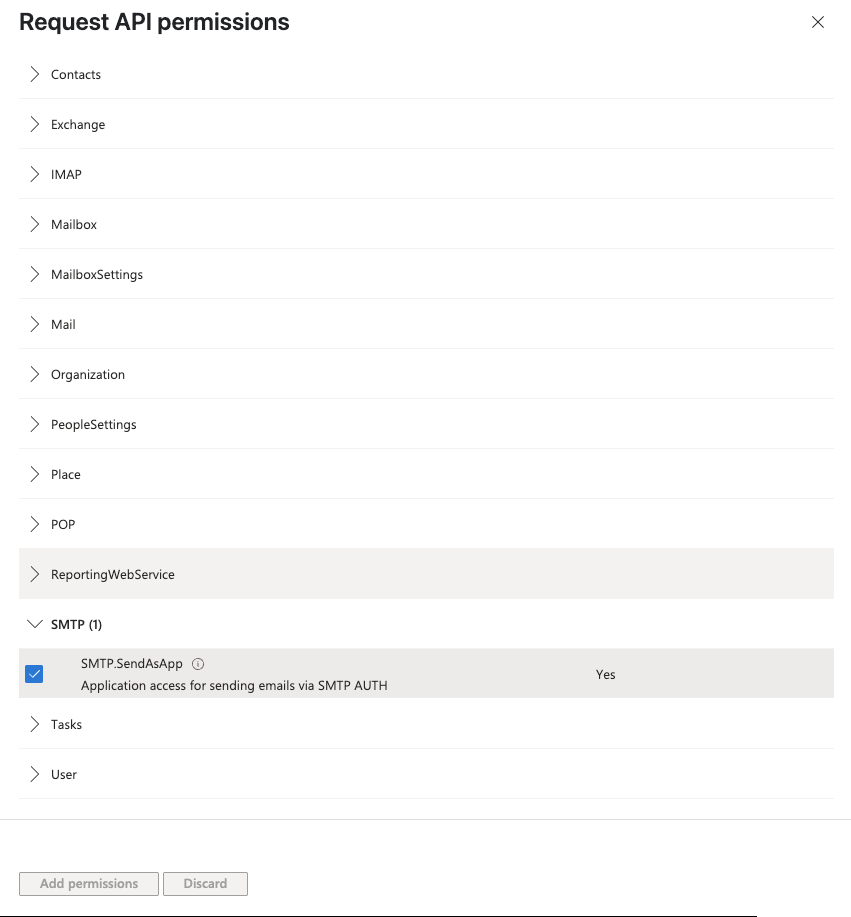 Request API permissions
Contacts
Exchange
IMAP
Mailbox
MailboxSettings
Mail
Organization
PeopleSettings
Place
POP
ReportingWebService
SMTP (1)
SMTP.SendAsApp
Application access for sending emails via SMTP AUTH
Yes
Tasks
User
Add permissions Discard